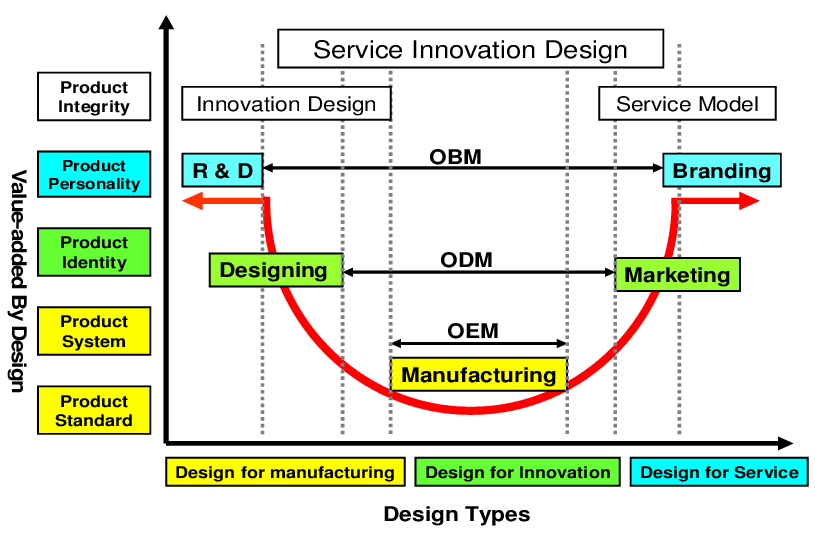 Service Innovation Design
Product
Integrity
Innovation Design
Service Model
Product
Personality
R & D
OBM
Branding
Value-added By Design
Product
Identity
Designing
ODM
Marketing
Product
System
OEM
Manufacturing
Product
Standard
Design for manufacturing
Design for Innovation
Design for Service
Design Types